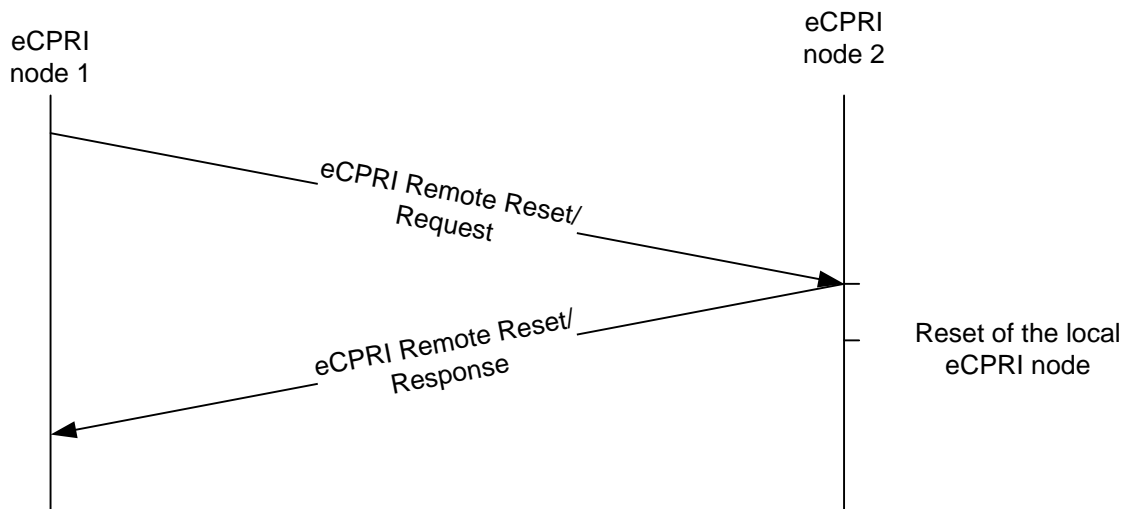 eCPRI
node 1
eCPRI
node 2
eCPRI Remote Reset/
Request
eCPRI Remote Reset/
Response
Reset of the local
eCPRI node